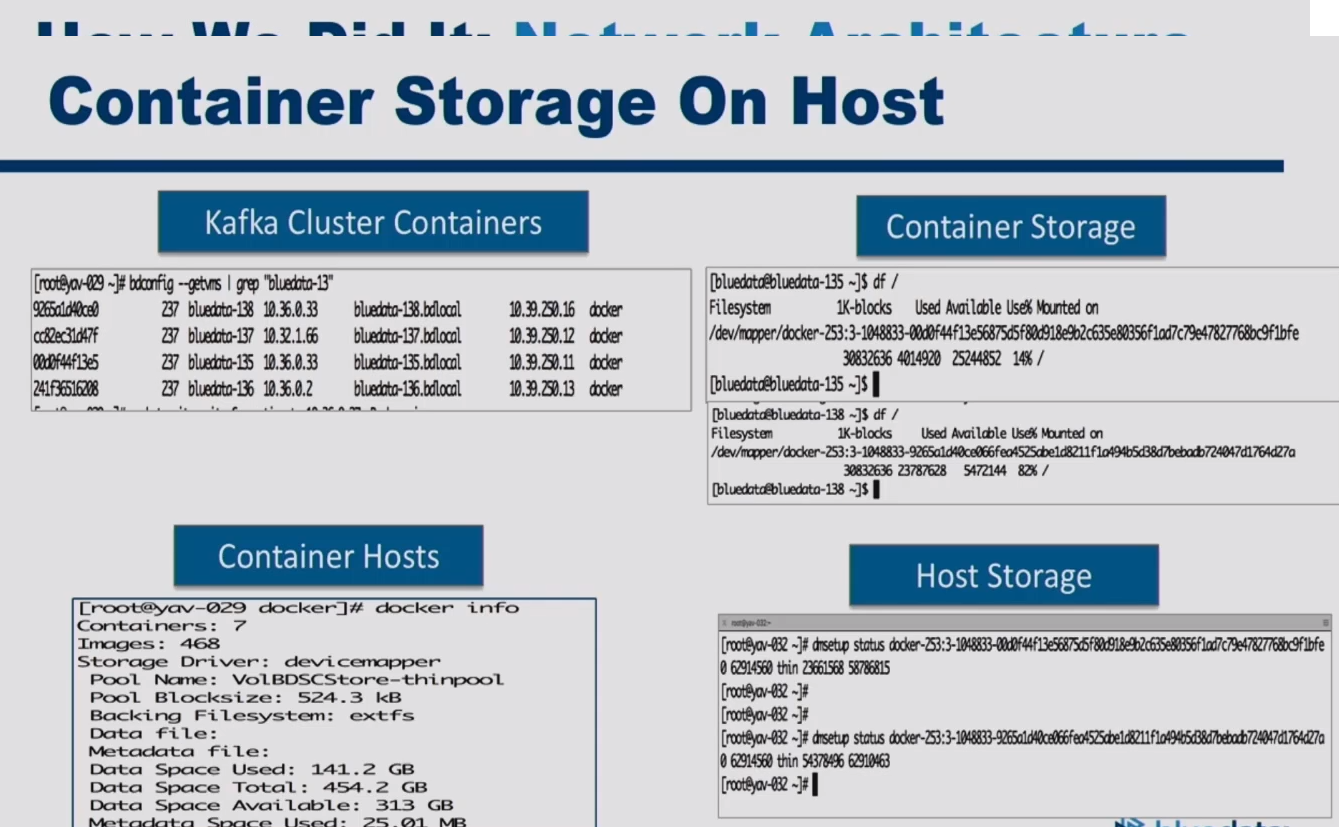 How We Did It: Network Architecture
Container Storage On Host
Kafka Cluster Containers
[root@yav-029 ~]# bdconfig --getvms | grep "bluedata-13"
9265a1d40ce0 237 bluedata-138 10.36.0.33 bluedata-138.bdlocal 10.39.250.16 docker
cc82ec31d47f 237 bluedata-137 10.32.1.66 bluedata-137.bdlocal 10.39.250.12 docker
00d0f44f13e5 237 bluedata-135 10.36.0.33 bluedata-135.bdlocal 10.39.250.11 docker
241f36516208 237 bluedata-136 10.36.0.2 bluedata-136.bdlocal 10.39.250.13 docker
Container Storage
[bluedata@bluedata-135 ~]$ df /
Filesystem 1K-blocks Used Available Use% Mounted on
/dev/mapper/docker-253:3-1048833-00d0f44f13e56875d5f80d918e9b2c635e80356f1ad7c79e47827768bc9f1bfe
30832636 4014920 25244852 14% /
[bluedata@bluedata-135 ~]$
[bluedata@bluedata-138 ~]$ df /
Filesystem 1K-blocks Used Available Use% Mounted on
/dev/mapper/docker-253:3-1048833-9265a1d40ce066fea4525abe1d8211f1a494b5d38d7bebadb724047d1764d27a
30832636 23787628 5472144 82% /
[bluedata@bluedata-138 ~]$
Container Hosts
[root@yav-029 docker]# docker info
Containers: 7
Images: 468
Storage Driver: devicemapper
Pool Name: VolBDSCStore-thinpool
Pool Blocksize: 524.3 kB
Backing Filesystem: extfs
Data file:
Metadata file:
Data Space Used: 141.2 GB
Data Space Total: 454.2 GB
Data Space Available: 313 GB
Metadata Space Used: 25.01 MB
Host Storage
root@yav-032:~
[root@yav-032 ~]# dmsetup status docker-253:3-1048833-00d0f44f13e56875d5f80d918e9b2c635e80356f1ad7c79e47827768bc9f1bfe
0 62914560 thin 23661568 58786815
[root@yav-032 ~]#
[root@yav-032 ~]#
[root@yav-032 ~]# dmsetup status docker-253:3-1048833-9265a1d40ce066fea4525abe1d8211f1a494b5d38d7bebadb724047d1764d27a
0 62914560 thin 54378496 62910463
[root@yav-032 ~]#
bluedata